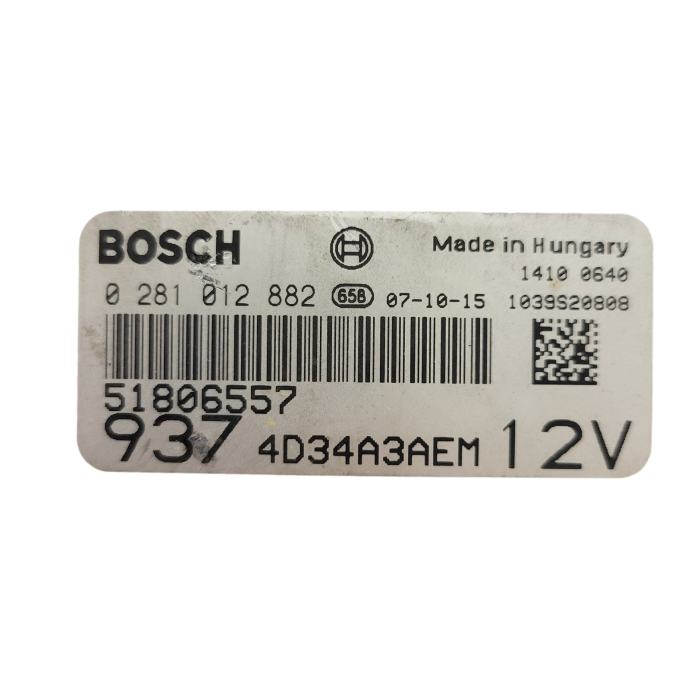 BOSCH Made in Hungary
1410 0640
0 281 012 882 658 07-10-15 1039S20808
51806557
937 4D34A3AEM 12V